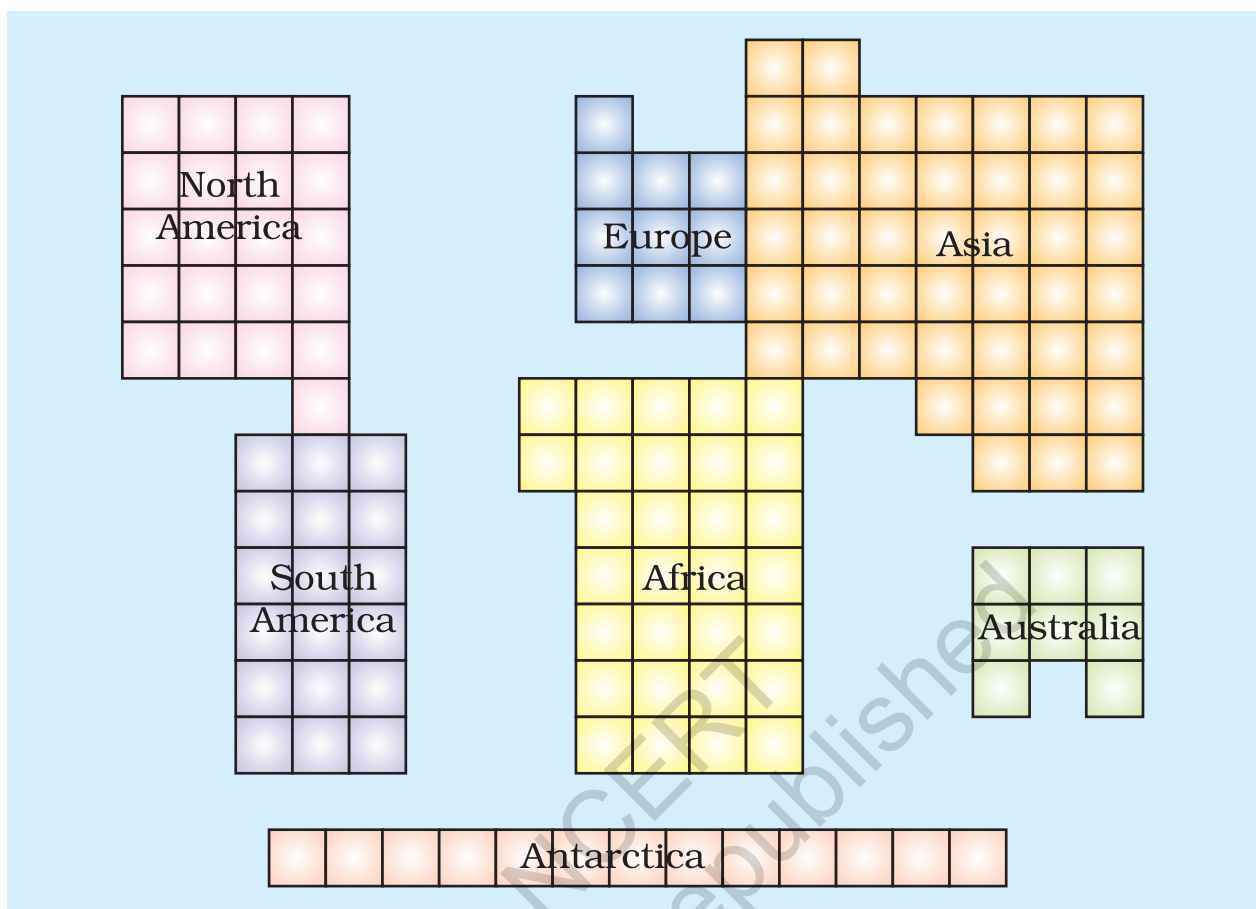 North
America
Europe
Asia
South
America
Africa
Australia
Antarctica
NCERT
republished